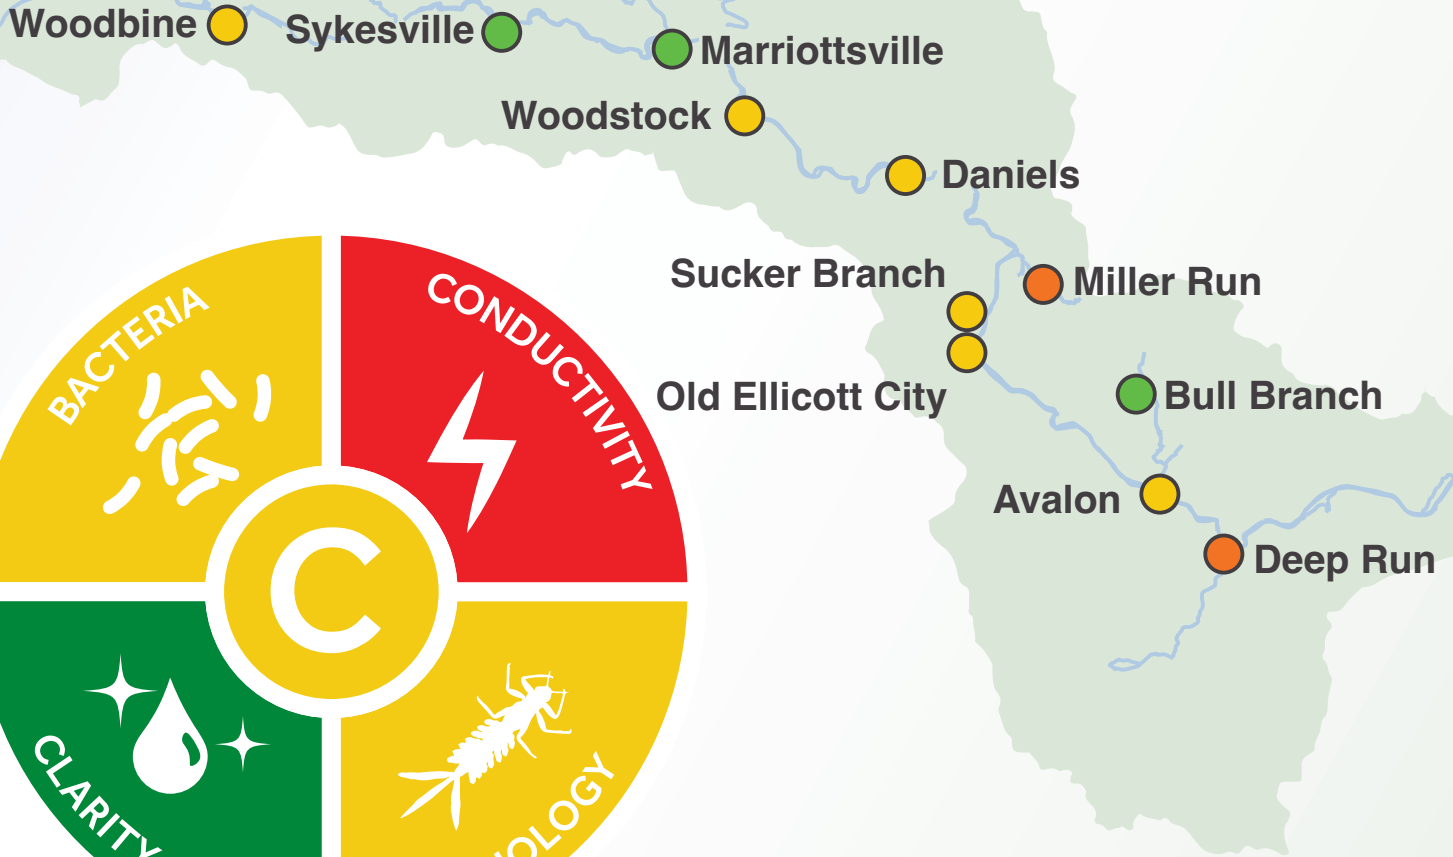 Woodbine
Sykesville
Marriottsville
Woodstock
Daniels
Sucker Branch
Miller Run
Old Ellicott City
Bull Branch
Avalon
Deep Run
BACTERIA
CONDUCTIVITY
C
CLARITY
OLOGY